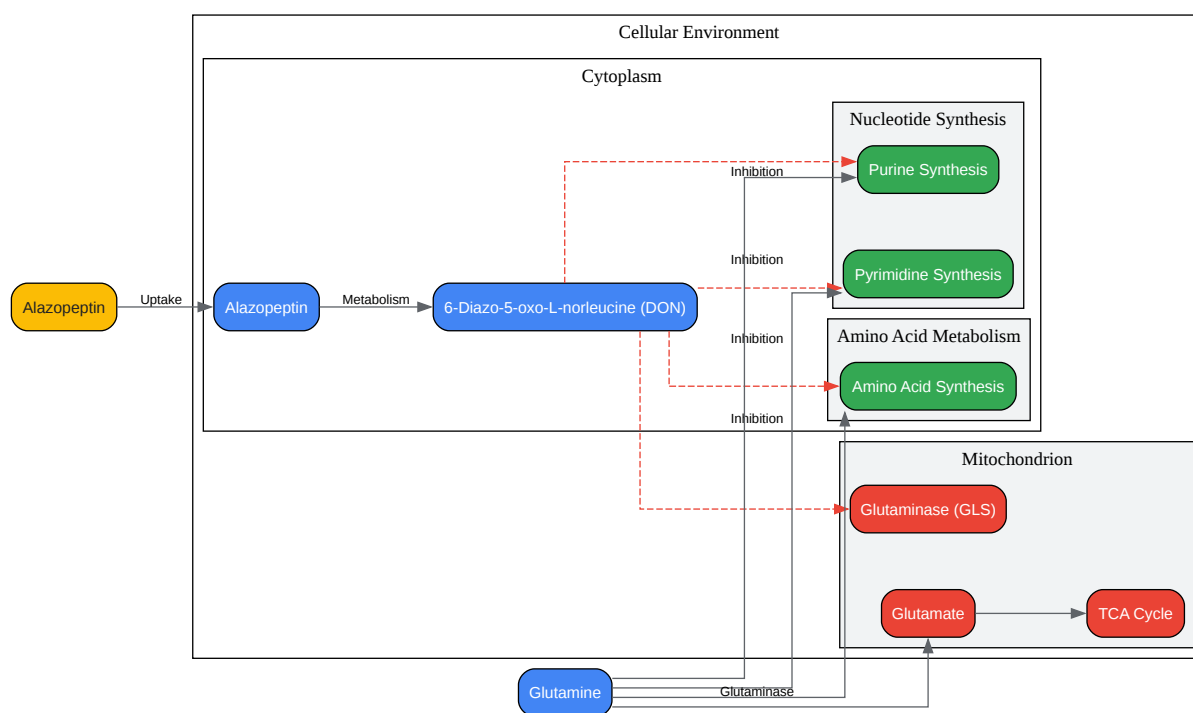 Cellular Environment
Cytoplasm
Nucleotide Synthesis
Purine Synthesis
Inhibition
Inhibition
Pyrimidine Synthesis
Alazopeptin
Uptake
Alazopeptin
Metabolism
6-Diazo-5-oxo-L-norleucine (DON)
Inhibition
Amino Acid Metabolism
Amino Acid Synthesis
Inhibition
Mitochondrion
Glutaminase (GLS)
Glutamate
TCA Cycle
Glutamine
Glutaminase